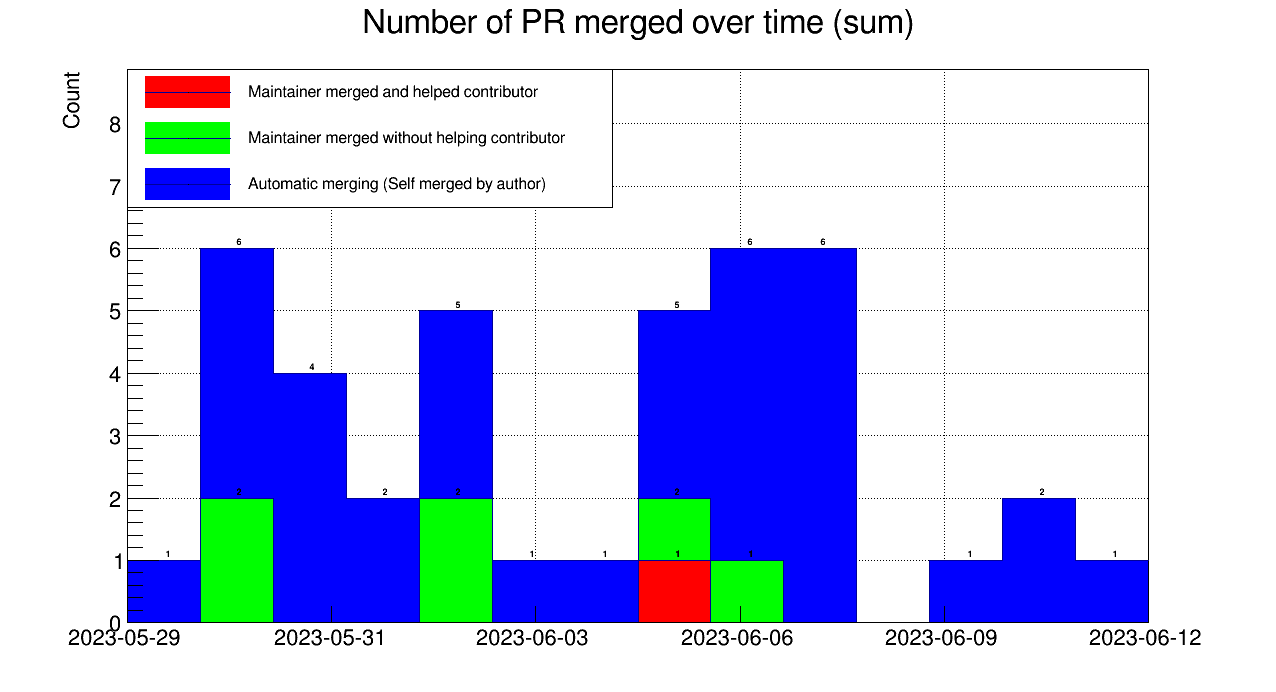 Number of PR merged over time (sum)
Count
Maintainer merged and helped contributor
Maintainer merged without helping contributor
Automatic merging (Self merged by author)
8
7
6
5
4
3
2
1
0
6 6 6
5 5
4
2 2 2 2 2
1 1 1 1 1 1 1
2023-05-29 2023-05-31 2023-06-03 2023-06-06 2023-06-09 2023-06-12